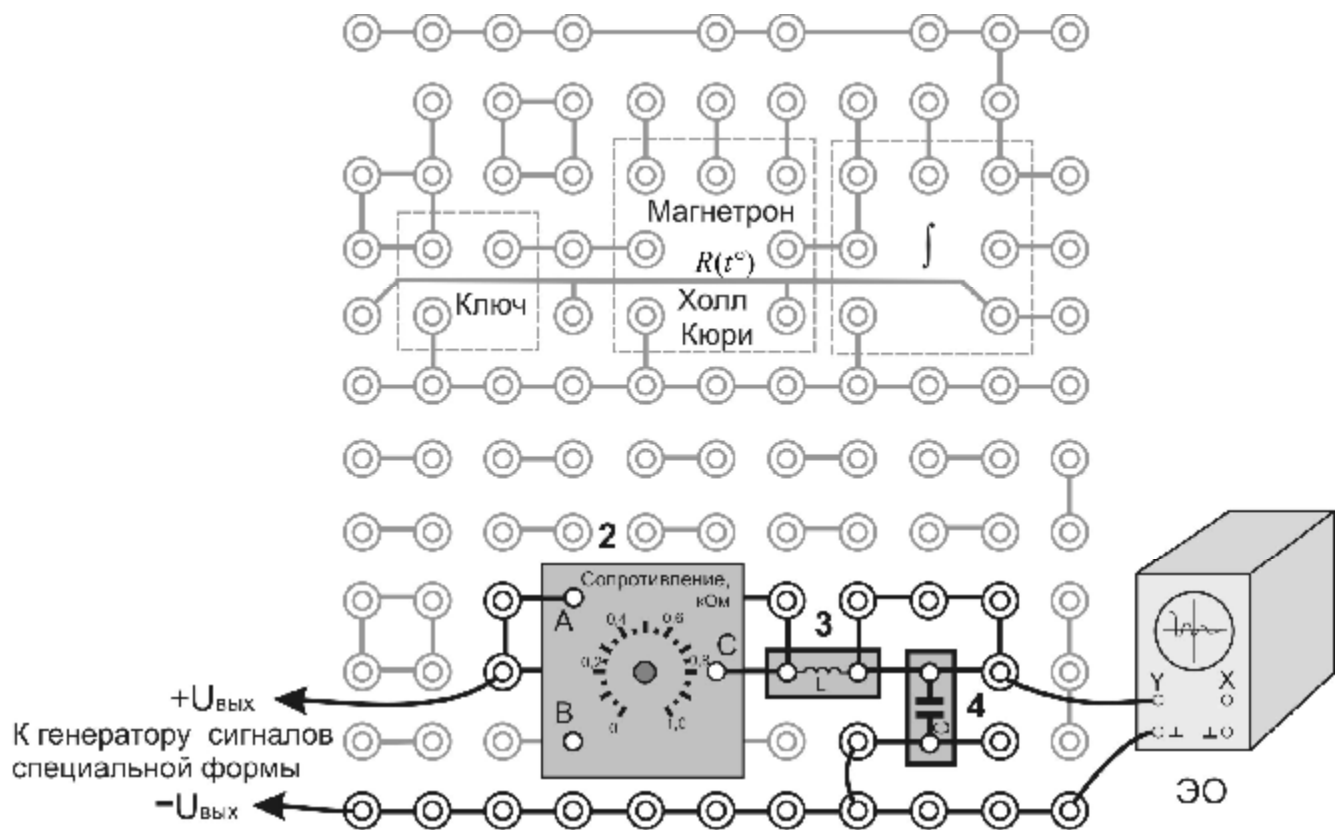 Магнетрон
∫
R(t°)
Ключ
Холл
Кюри
2
Сопротивление,
кОм
A
0,4
0,6
3
C
0,2
0,8
L
+Uвых
B
4
Y
X
0
1,0
C
К генератору сигналов
специальной формы
⊥
⊥
−Uвых
ЭО